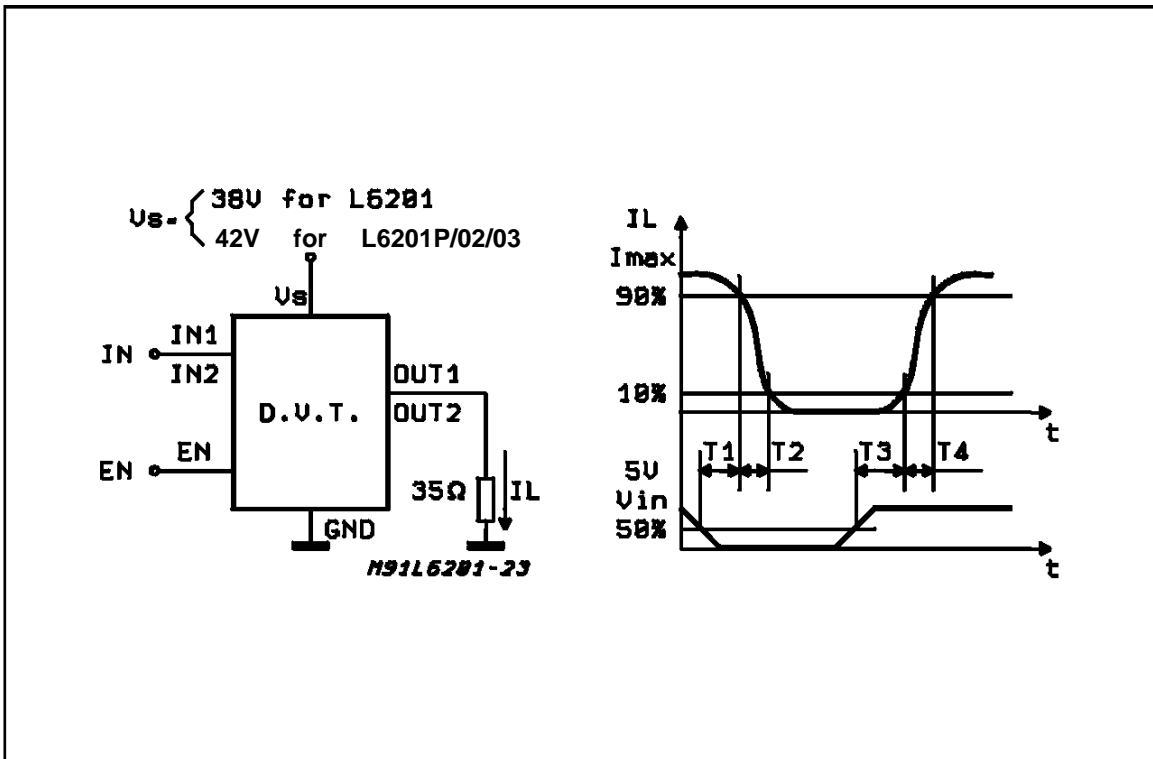 Vs= { 38V for L6201
42V for L6201P/02/03
Vs
IN IN1
IN2
OUT1
OUT2
D.U.T.
EN EN
35Ω IL
GND
M91L6201-23
IL
Imax
90%
10%
t
T1 T2 T3 T4
5V
Vin
50%
t